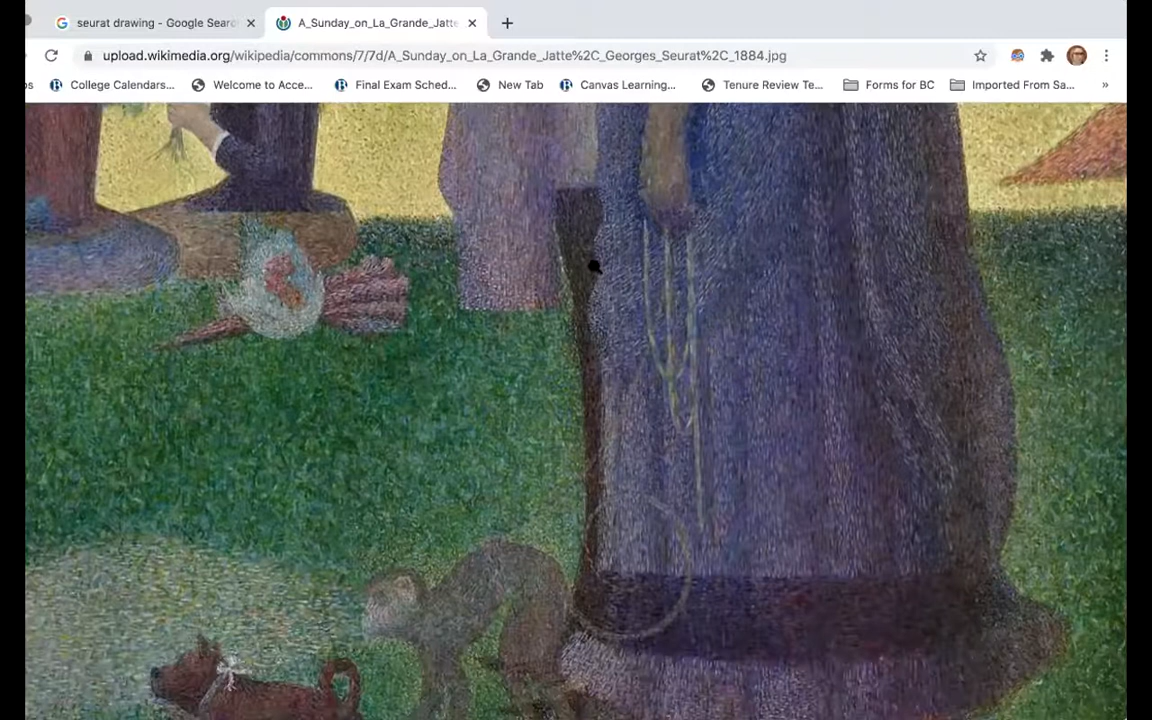 seurat drawing - Google Sear
A_Sunday_on_La_Grande_Jatte
upload.wikimedia.org/wikipedia/commons/7/7d/A_Sunday_on_La_Grande_Jatte%2C_Georges_Seurat%2C_1884.jpg
College Calendars... Welcome to Acce... Final Exam Sched... New Tab Canvas Learning... Tenure Review Te... Forms for BC Imported From Sa... »